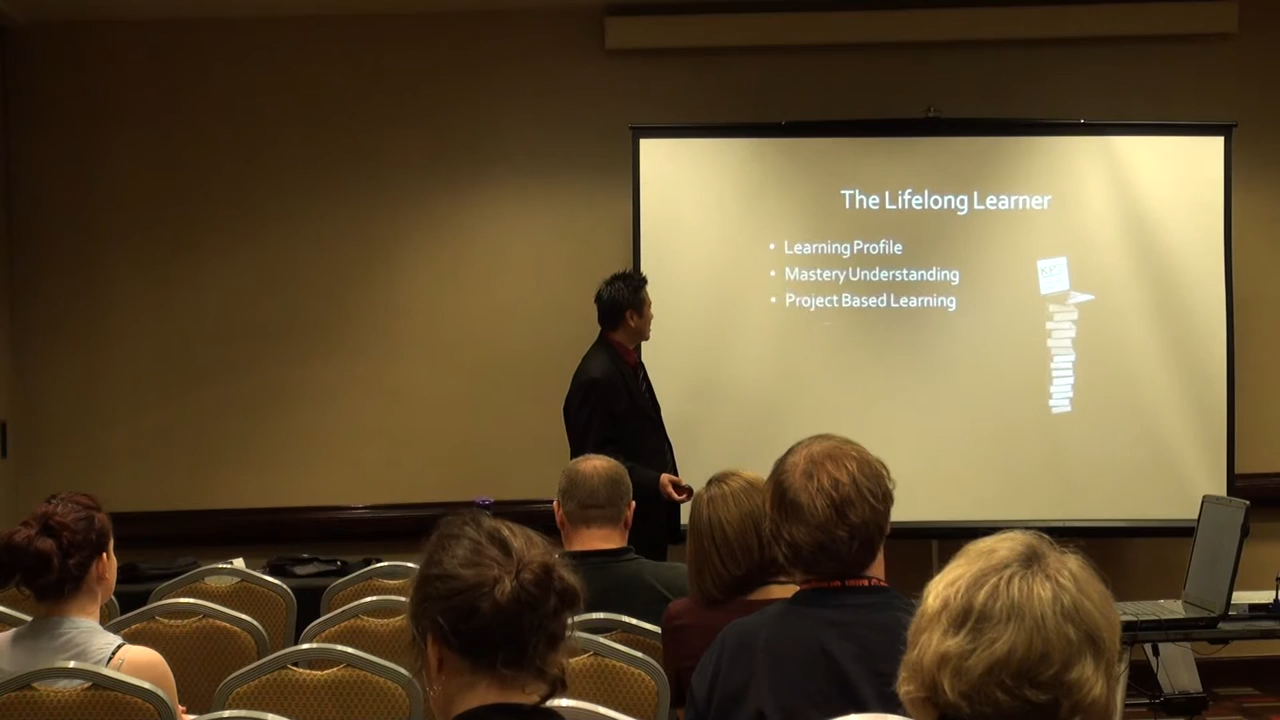 The Lifelong Learner
• Learning Profile
• Mastery Understanding
• Project Based Learning